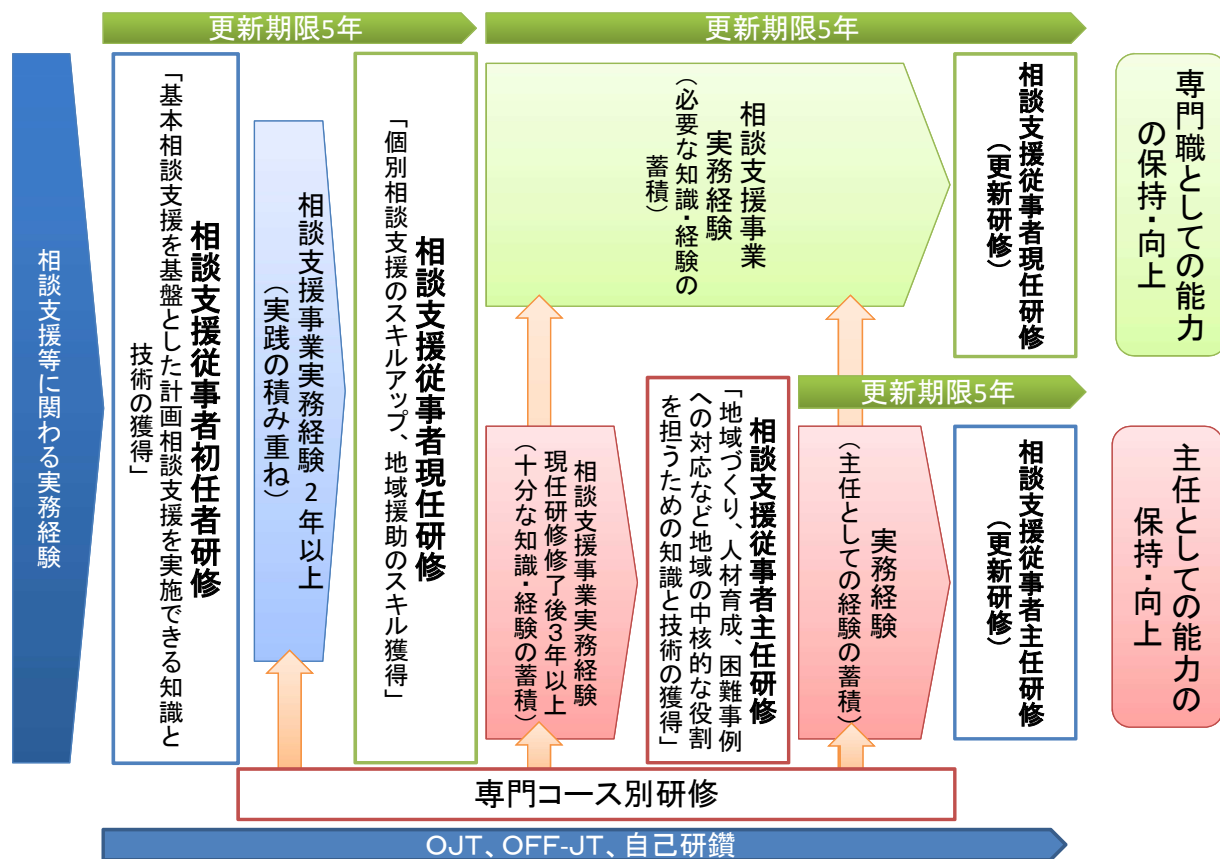 更新期限5年
更新期限5年
相談支援等に関わる実務経験
相談支援従事者初任者研修
「基本相談支援を基盤とした計画相談支援を実施できる知識と
技術の獲得」
相談支援事業実務経験2年以上
（実践の積み重ね）
相談支援従事者現任研修
「個別相談支援のスキルアップ、地域援助のスキル獲得」
相談支援事業
実務経験
（必要な知識・経験の
蓄積）
相談支援従事者現任研修
（更新研修）
専門職としての能力
の保持・向上
更新期限5年
相談支援事業実務経験
現任研修修了後3年以上
（十分な知識・経験の蓄積）
相談支援従事者主任研修
「地域づくり、人材育成、困難事例
への対応など地域の中核的な役割
を担うための知識と技術の獲得」
実務経験
（主任としての経験の蓄積）
相談支援従事者主任研修
（更新研修）
主任としての能力の
保持・向上
専門コース別研修
OJT、OFF-JT、自己研鑽